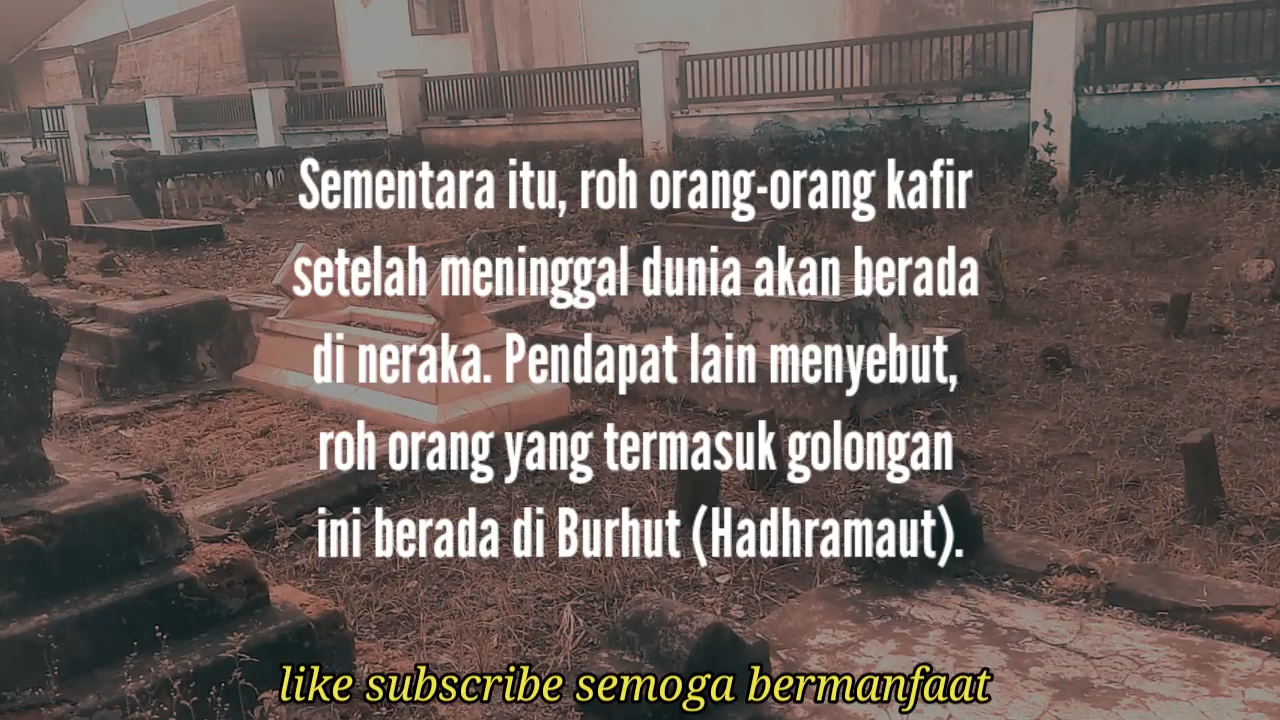 Sementara itu, roh orang-orang kafir
setelah meninggal dunia akan berada
di neraka. Pendapat lain menyebut,
roh orang yang termasuk golongan
ini berada di Burhut (Hadhramaut).
like subscribe semoga bermanfaat